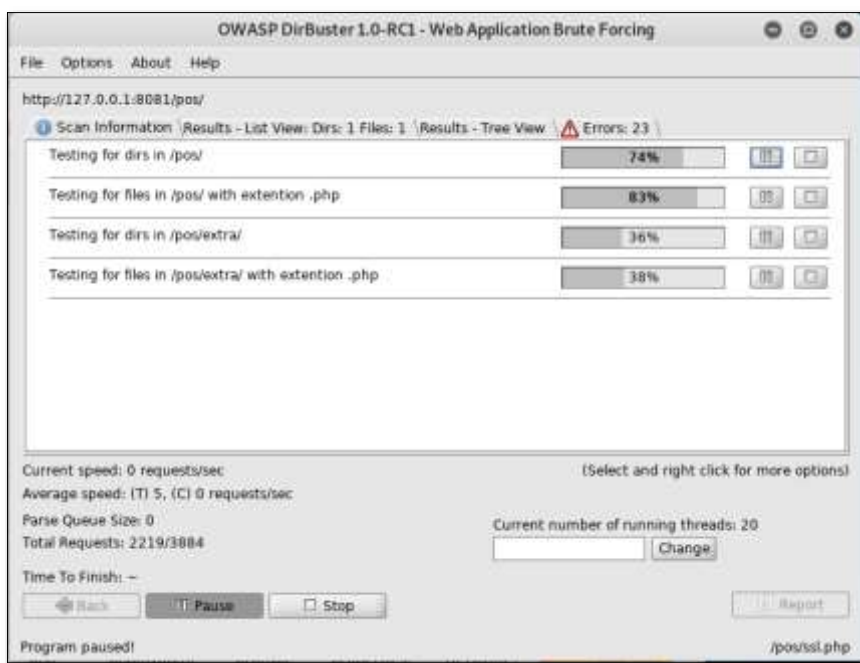 OWASP DirBuster 1.0-RC1 - Web Application Brute Forcing
File Options About Help
http://127.0.0.1:8081/pos/
Scan Information Results - List View: Dirs: 1 Files: 1 Results - Tree View Errors: 23
Testing for dirs in /pos/ 74%
Testing for files in /pos/ with extention .php 83%
Testing for dirs in /pos/extra/ 36%
Testing for files in /pos/extra/ with extention .php 38%
Current speed: 0 requests/sec (Select and right click for more options)
Average speed: (T) 5, (C) 0 requests/sec
Parse Queue Size: 0
Current number of running threads: 20
Total Requests: 2219/3884
Change
Time To Finish: ~
Back Pause Stop Report
Program paused! /pos/ssl.php